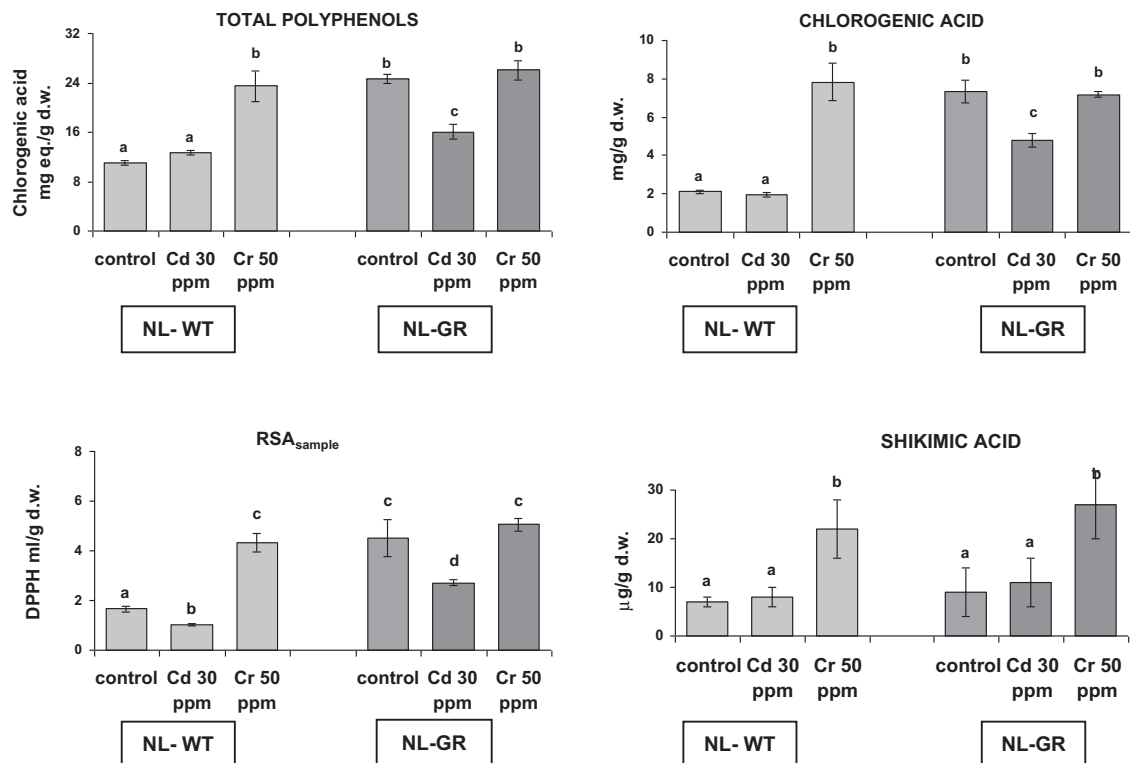 TOTAL POLYPHENOLS
Chlorogenic acid
mg eq./g d.w.
32
24
16
8
0
a
a
b
b
c
b
control
Cd 30
ppm
Cr 50
ppm
control
Cd 30
ppm
Cr 50
ppm
NL- WT
NL-GR
CHLOROGENIC ACID
mg/g d.w.
10
8
6
4
2
0
a
a
b
b
c
b
control
Cd 30
ppm
Cr 50
ppm
control
Cd 30
ppm
Cr 50
ppm
NL- WT
NL-GR
RSAsample
DPPH ml/g d.w.
8
6
4
2
0
a
b
c
c
d
c
control
Cd 30
ppm
Cr 50
ppm
control
Cd 30
ppm
Cr 50
ppm
NL- WT
NL-GR
SHIKIMIC ACID
µg/g d.w.
30
20
10
0
a
a
b
a
a
b
control
Cd 30
ppm
Cr 50
ppm
control
Cd 30
ppm
Cr 50
ppm
NL- WT
NL-GR